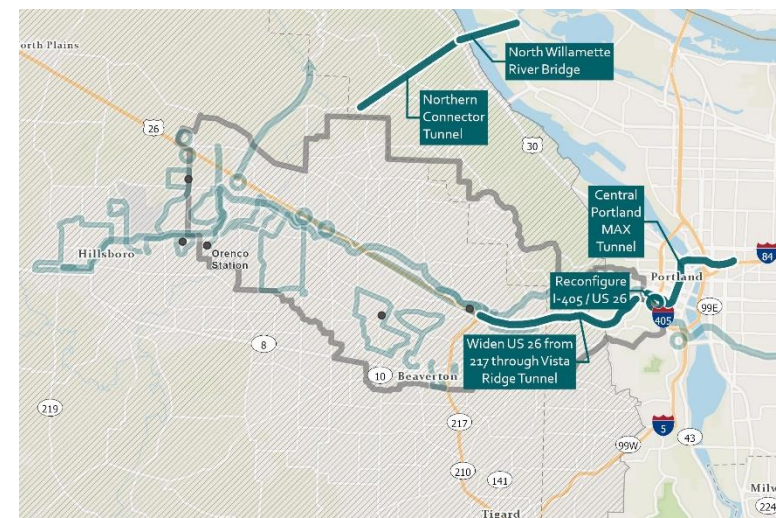 orth Plains
North Willamette
River Bridge
Northern
Connector
Tunnel
26
30
Central
Portland
MAX
Tunnel
Hillsboro
Orenco
Station
Portland
84
Reconfigure
I-405 / US 26
99E
405
Widen US 26 from
217 through Vista
Ridge Tunnel
8
10
Beaverton
219
217
5
43
99W
210
141
Milw
224
Tigard